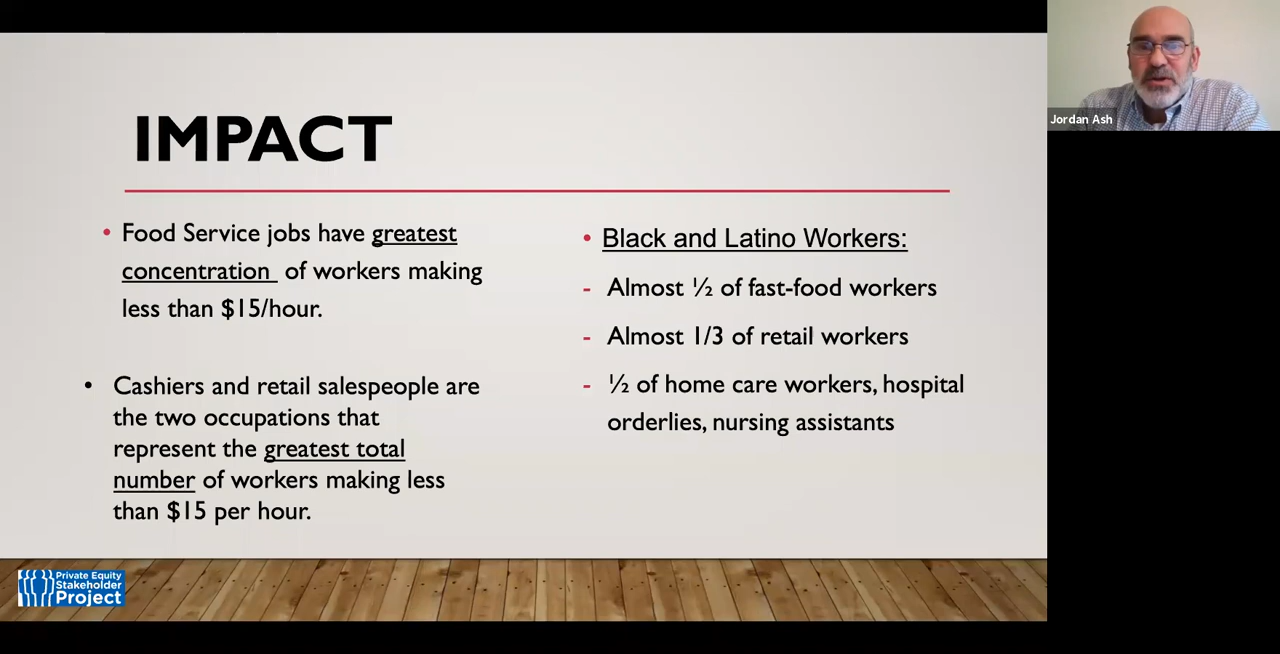 IMPACT
• Food Service jobs have greatest
concentration of workers making
less than $15/hour.
• Cashiers and retail salespeople are
the two occupations that
represent the greatest total
number of workers making less
than $15 per hour.
• Black and Latino Workers:
- Almost ½ of fast-food workers
- Almost 1/3 of retail workers
- ½ of home care workers, hospital
orderlies, nursing assistants
Private Equity
Stakeholder
Project
Jordan Ash